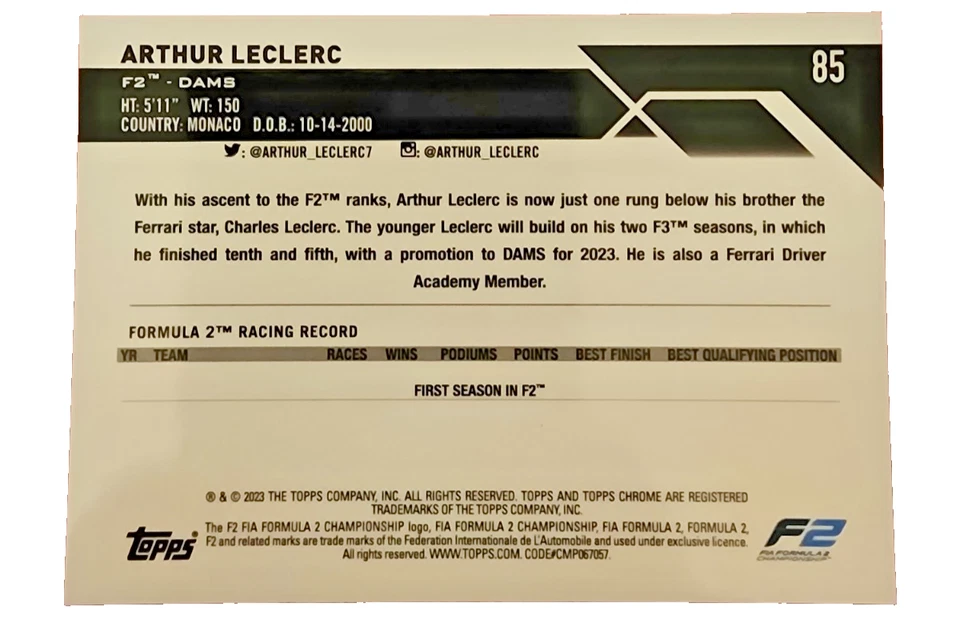 ARTHUR LECLERC
85
F2™ - DAMS
HT: 5'11" WT: 150
COUNTRY: MONACO D.O.B.: 10-14-2000
: @ARTHUR_LECLERC7 : @ARTHUR_LECLERC
With his ascent to the F2™ ranks, Arthur Leclerc is now just one rung below his brother the
Ferrari star, Charles Leclerc. The younger Leclerc will build on his two F3™ seasons, in which
he finished tenth and fifth, with a promotion to DAMS for 2023. He is also a Ferrari Driver
Academy Member.
FORMULA 2™ RACING RECORD
YR TEAM RACES WINS PODIUMS POINTS BEST FINISH BEST QUALIFYING POSITION
FIRST SEASON IN F2™
® & © 2023 THE TOPPS COMPANY, INC. ALL RIGHTS RESERVED. TOPPS AND TOPPS CHROME ARE REGISTERED
TRADEMARKS OF THE TOPPS COMPANY, INC.
The F2 FIA FORMULA 2 CHAMPIONSHIP logo, FIA FORMULA 2 CHAMPIONSHIP, FIA FORMULA 2, FORMULA 2,
F2 and related marks are trade marks of the Federation Internationale de L'Automobile and used under exclusive licence.
All rights reserved. WWW.TOPPS.COM. CODE#CMP067057.
topps®
F2
FIA FORMULA 2
CHAMPIONSHIP™